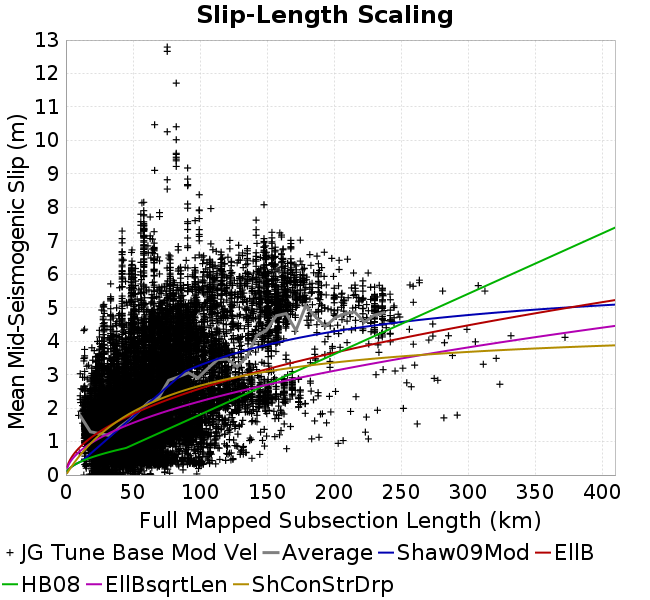 Slip-Length Scaling
Mean Mid-Seismogenic Slip (m)
13
12
11
10
9
8
7
6
5
4
3
2
1
0
0 50 100 150 200 250 300 350 400
Full Mapped Subsection Length (km)
JG Tune Base Mod Vel Average Shaw09Mod EllB
HB08 EllBsqrtLen ShConStrDrp